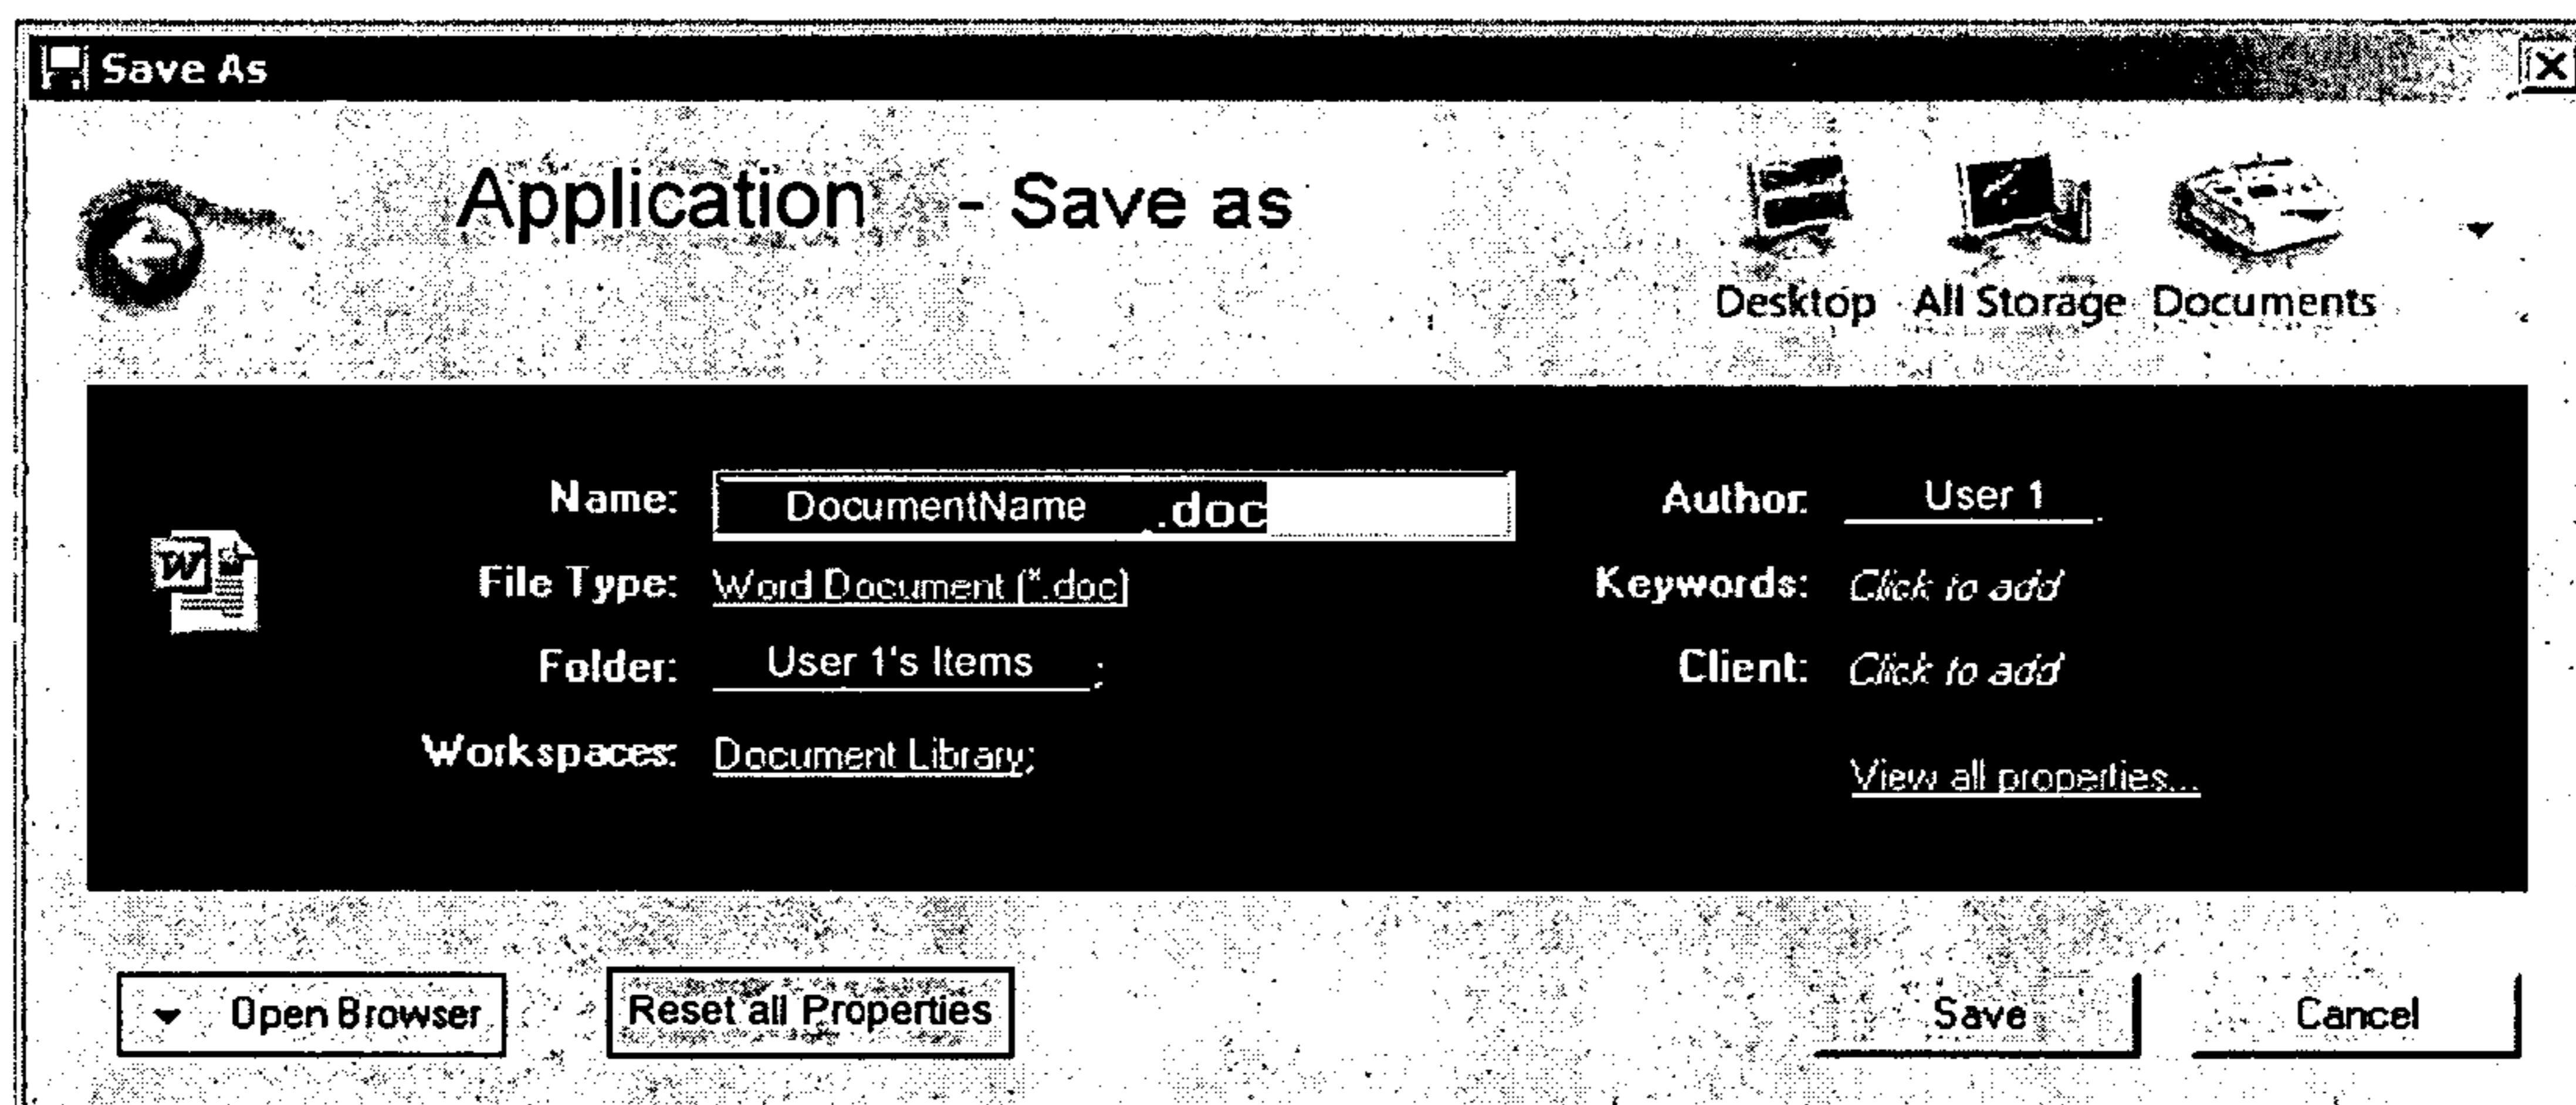 Save As
Application - Save as
Desktop All Storage Documents
Name: DocumentName .doc
Author: User 1
W
File Type: Word Document (*.doc)
Keywords: Click to add
Folder: User 1's Items ;
Client: Click to add
Workspaces: Document Library;
View all properties...
Open Browser Reset all Properties Save Cancel